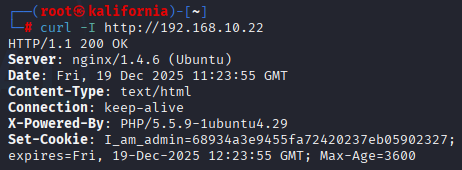 ┌──(root㉿kalifornia)-[~]
└─# curl -I http://192.168.10.22
HTTP/1.1 200 OK
Server: nginx/1.4.6 (Ubuntu)
Date: Fri, 19 Dec 2025 11:23:55 GMT
Content-Type: text/html
Connection: keep-alive
X-Powered-By: PHP/5.5.9-1ubuntu4.29
Set-Cookie: I_am_admin=68934a3e9455fa72420237eb05902327;
expires=Fri, 19-Dec-2025 12:23:55 GMT; Max-Age=3600